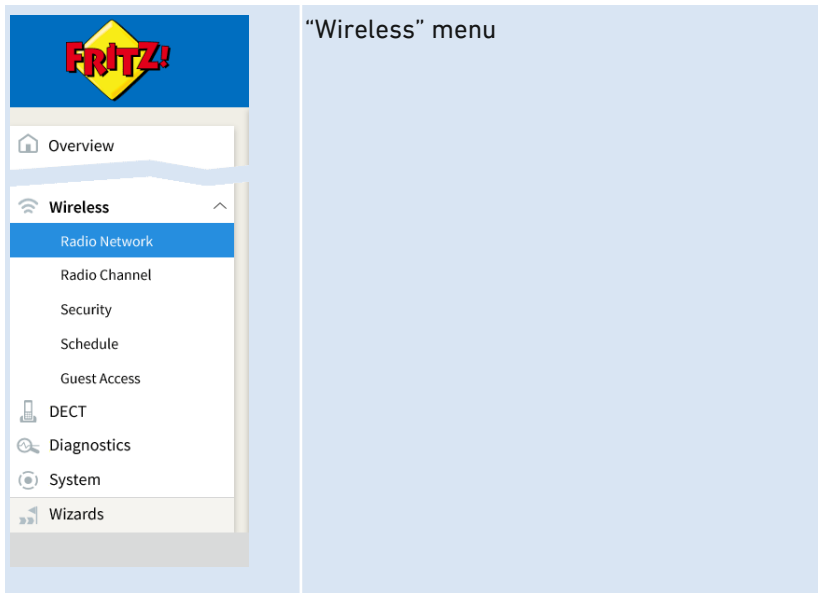 FRITZ!
Overview
Wireless
Radio Network
Radio Channel
Security
Schedule
Guest Access
DECT
Diagnostics
System
Wizards
“Wireless” menu